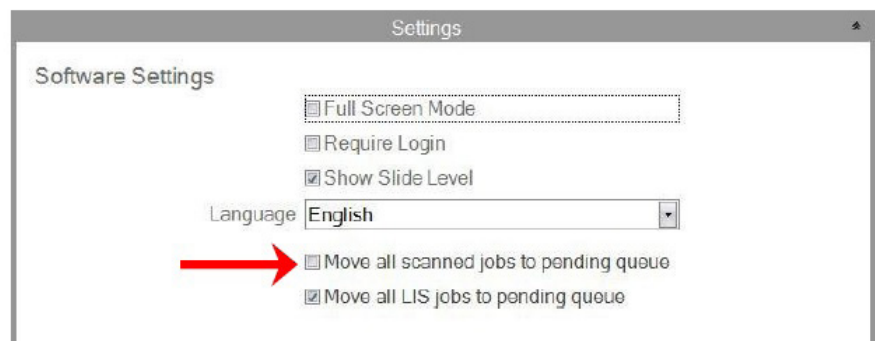 Settings
Software Settings
Full Screen Mode
Require Login
Show Slide Level
Language English
Move all scanned jobs to pending queue
Move all LIS jobs to pending queue